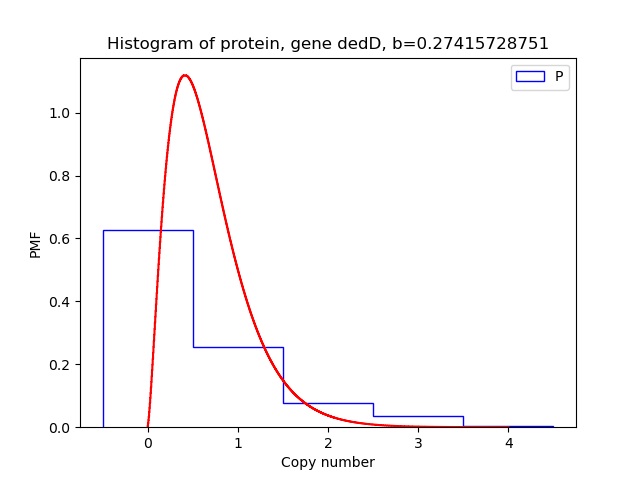 Histogram of protein, gene dedD, b=0.27415728751
P
PMF
1.0
0.8
0.6
0.4
0.2
0.0
0 1 2 3 4
Copy number